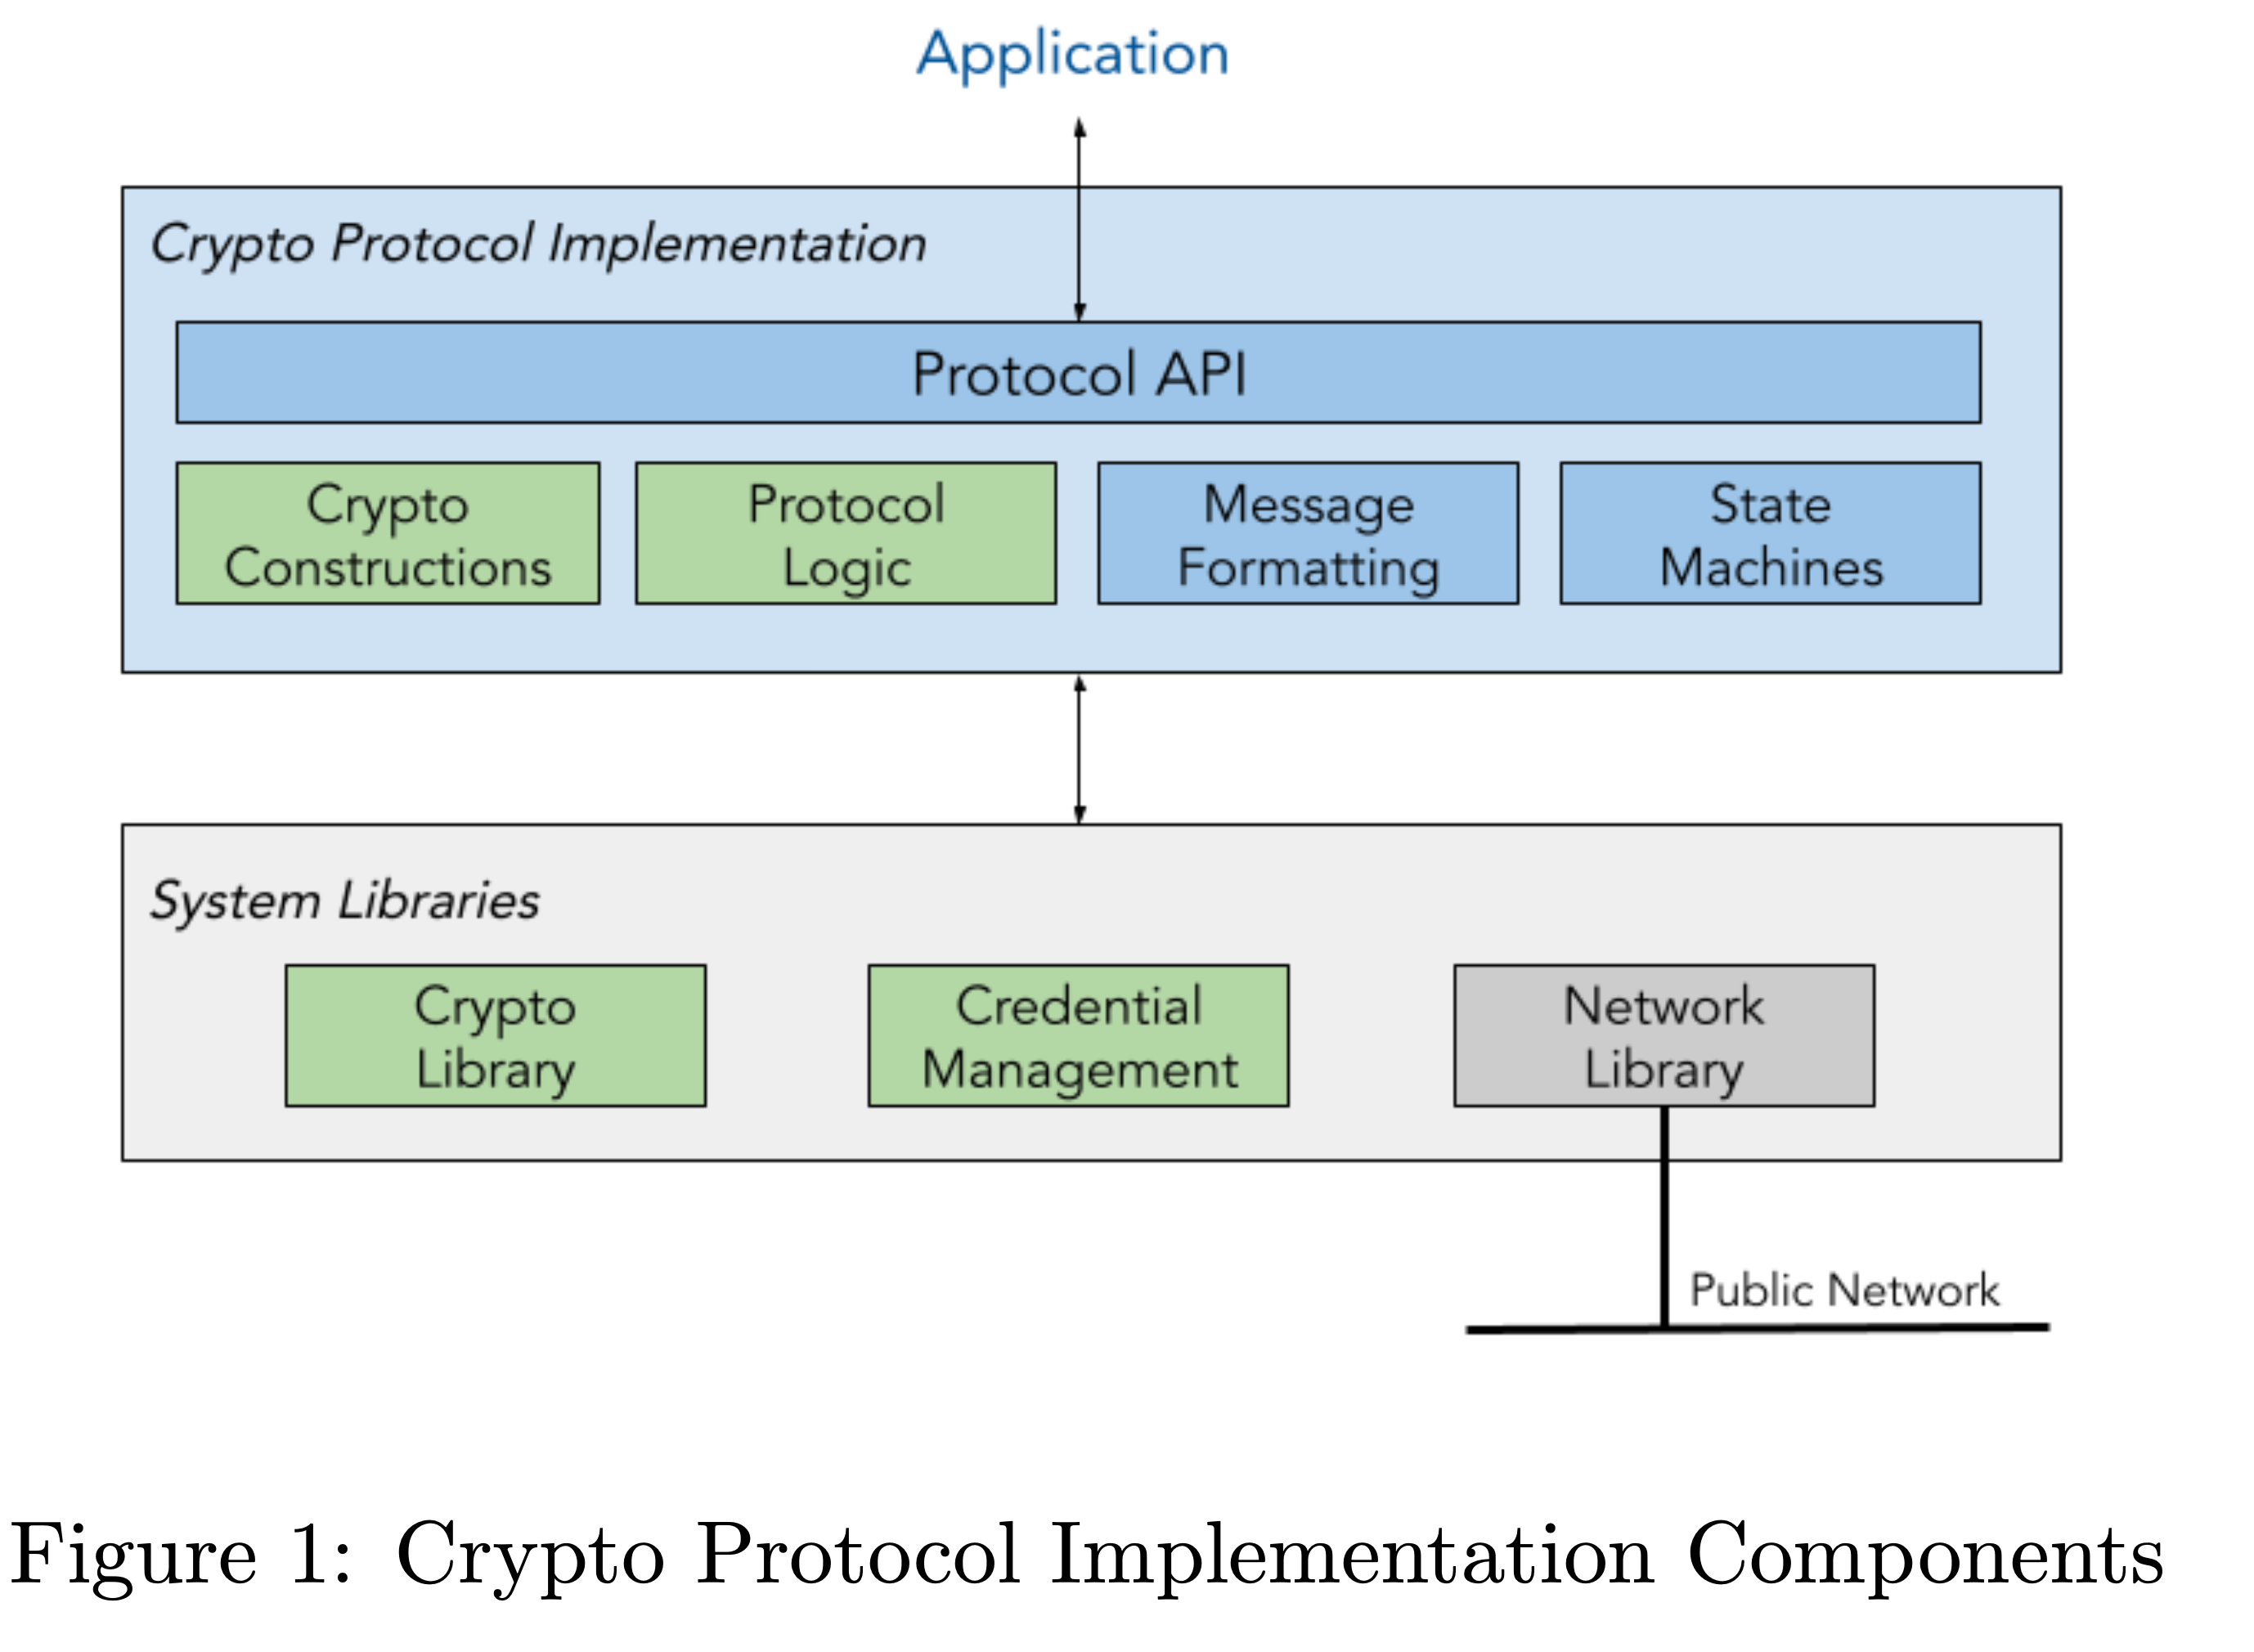 Application
Crypto Protocol Implementation
Protocol API
Crypto
Constructions
Protocol
Logic
Message
Formatting
State
Machines
System Libraries
Crypto
Library
Credential
Management
Network
Library
Public Network
Figure 1: Crypto Protocol Implementation Components